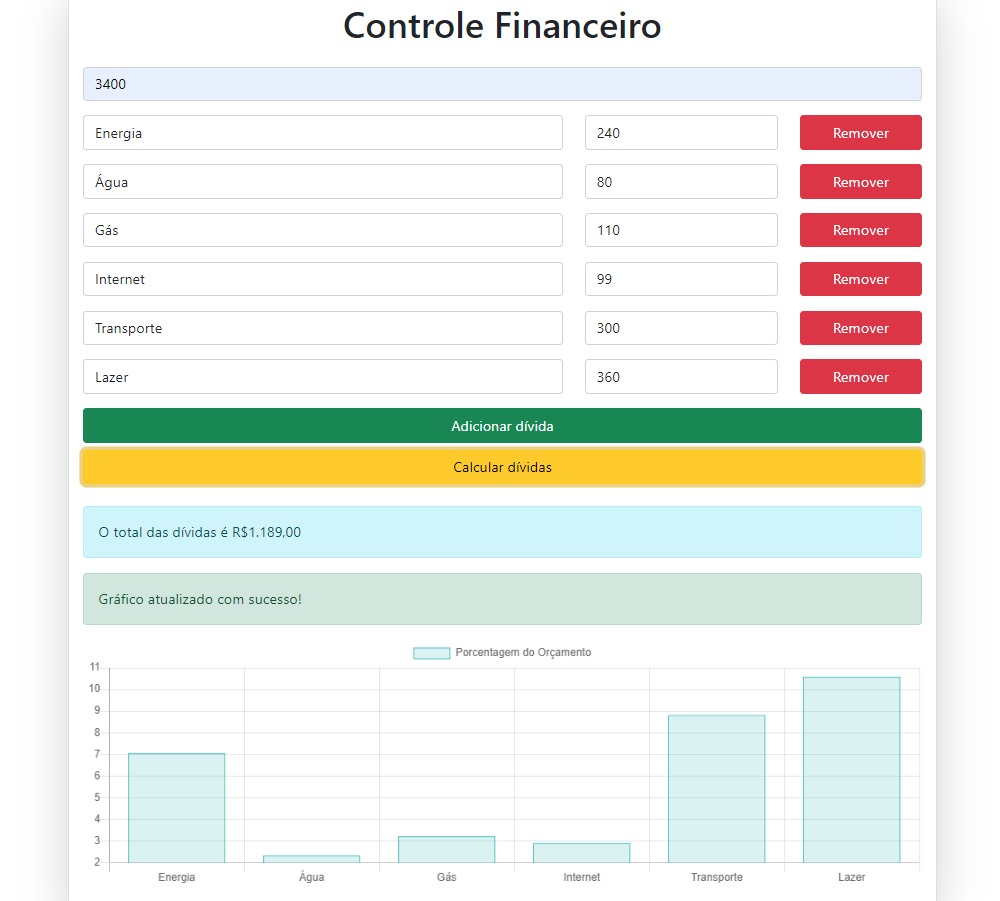 Controle Financeiro
3400
Energia 240 Remover
Água 80 Remover
Gás 110 Remover
Internet 99 Remover
Transporte 300 Remover
Lazer 360 Remover
Adicionar dívida
Calcular dívidas
O total das dívidas é R$1.189,00
Gráfico atualizado com sucesso!
Porcentagem do Orçamento
11
10
9
8
7
6
5
4
3
2
Energia Água Gás Internet Transporte Lazer